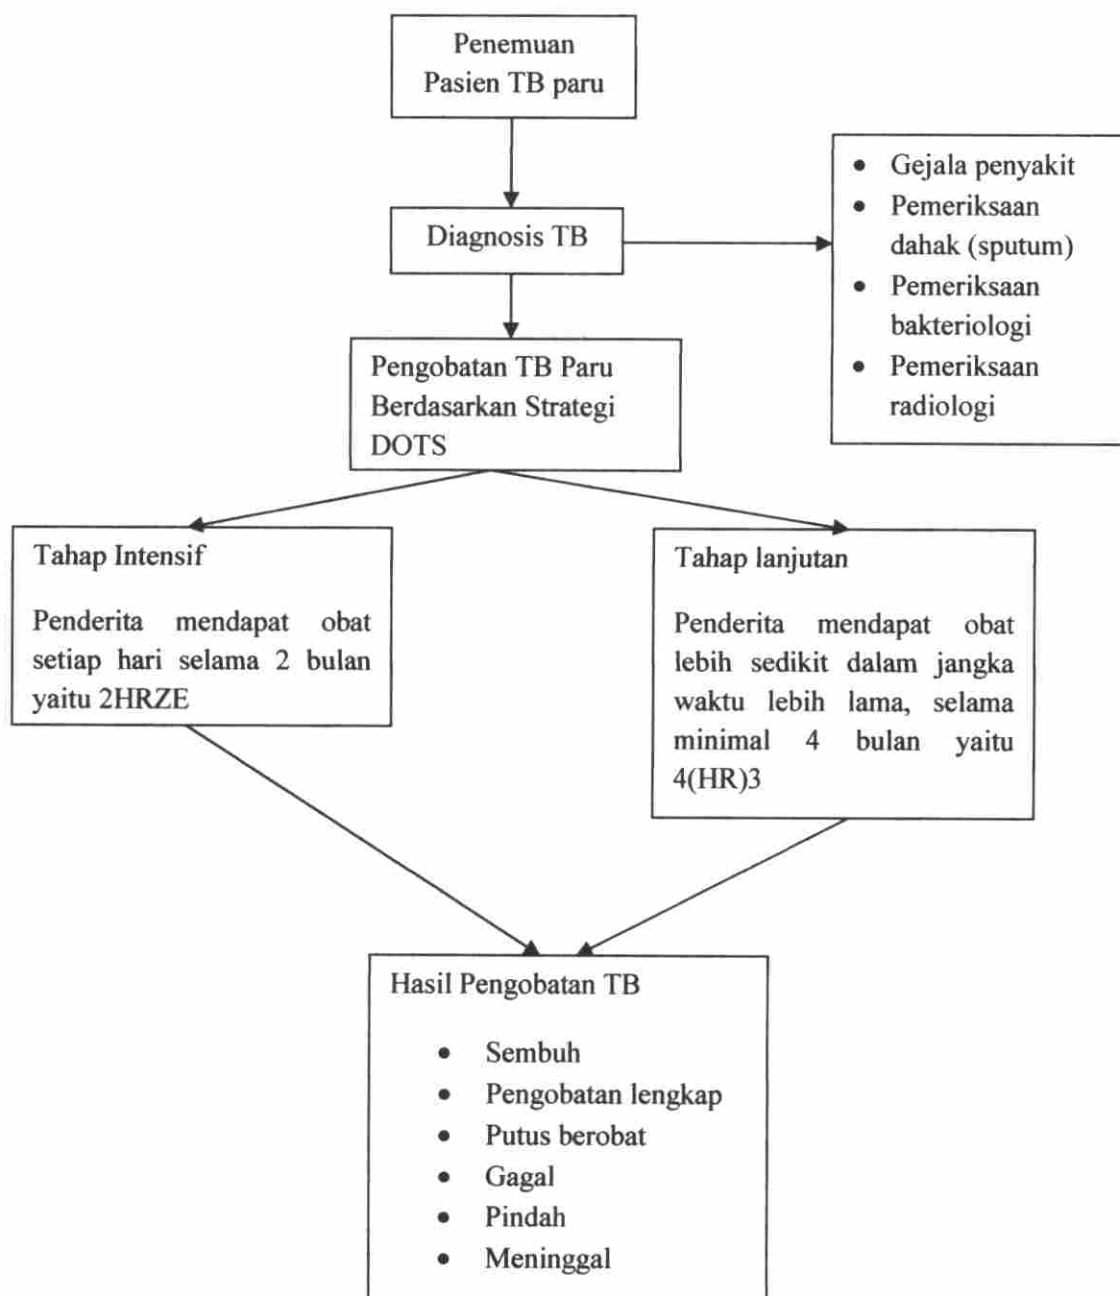 Penemuan
Pasien TB paru
Diagnosis TB
• Gejala penyakit
• Pemeriksaan
dahak (sputum)
• Pemeriksaan
bakteriologi
• Pemeriksaan
radiologi
Pengobatan TB Paru
Berdasarkan Strategi
DOTS
Tahap Intensif
Penderita mendapat obat
setiap hari selama 2 bulan
yaitu 2HRZE
Tahap lanjutan
Penderita mendapat obat
lebih sedikit dalam jangka
waktu lebih lama, selama
minimal 4 bulan yaitu
4(HR)3
Hasil Pengobatan TB
• Sembuh
• Pengobatan lengkap
• Putus berobat
• Gagal
• Pindah
• Meninggal